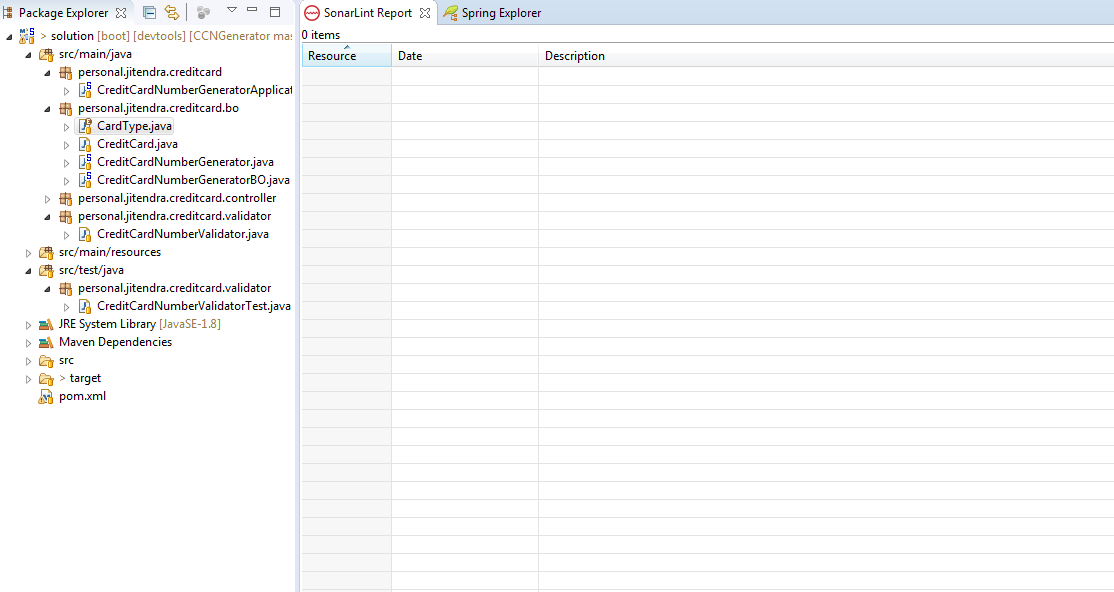 Package Explorer
> solution [boot] [devtools] [CCNGenerator mas
src/main/java
personal.jitendra.creditcard
CreditCardNumberGeneratorApplicat
personal.jitendra.creditcard.bo
CardType.java
CreditCard.java
CreditCardNumberGenerator.java
CreditCardNumberGeneratorBO.java
personal.jitendra.creditcard.controller
personal.jitendra.creditcard.validator
CreditCardNumberValidator.java
src/main/resources
src/test/java
personal.jitendra.creditcard.validator
CreditCardNumberValidatorTest.java
JRE System Library [JavaSE-1.8]
Maven Dependencies
src
> target
pom.xml
SonarLint Report Spring Explorer
0 items
Resource Date Description